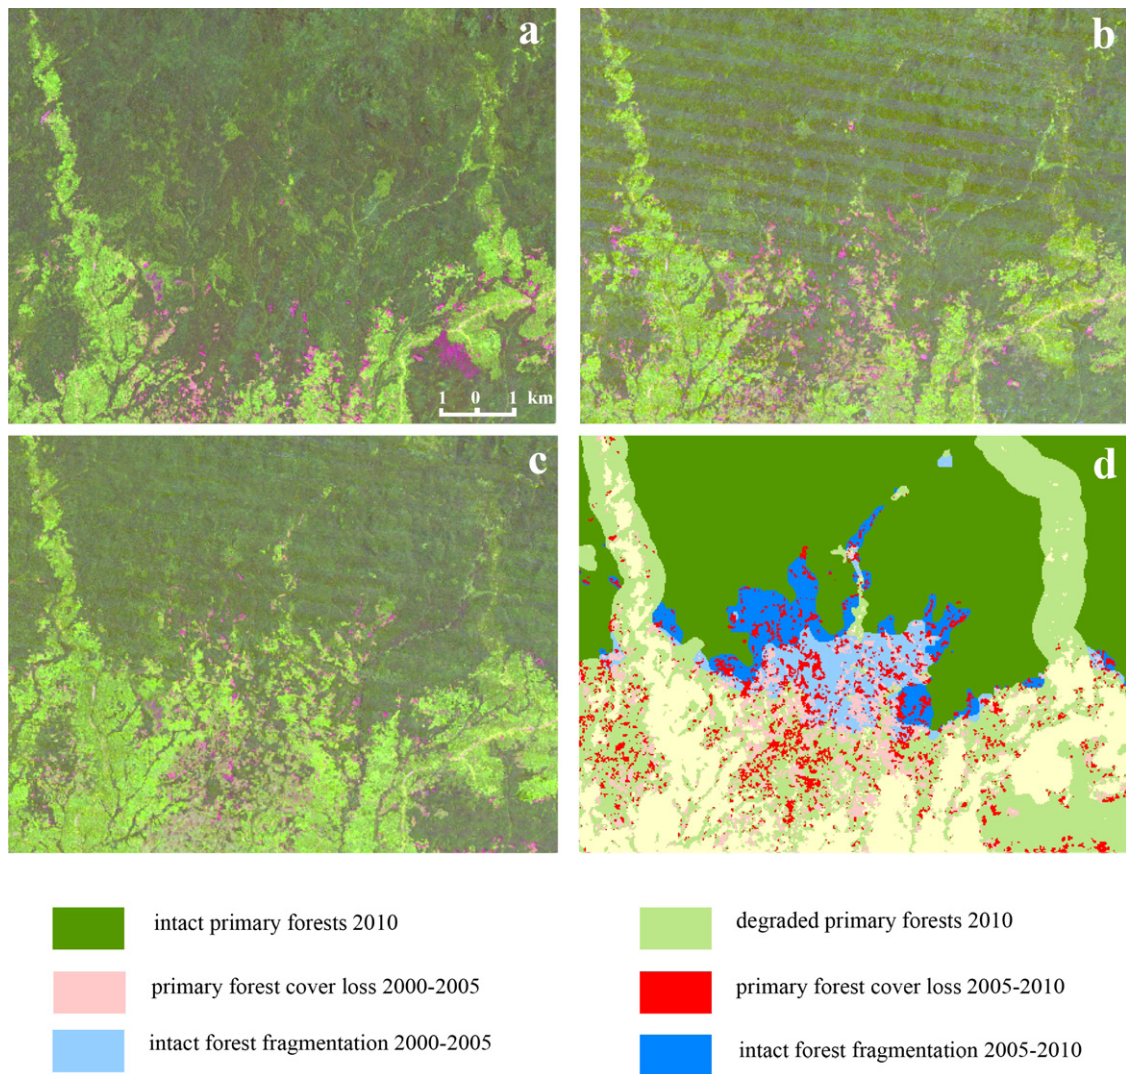 a
b
1 0 1 km
c
d
intact primary forests 2010
degraded primary forests 2010
primary forest cover loss 2000-2005
primary forest cover loss 2005-2010
intact forest fragmentation 2000-2005
intact forest fragmentation 2005-2010